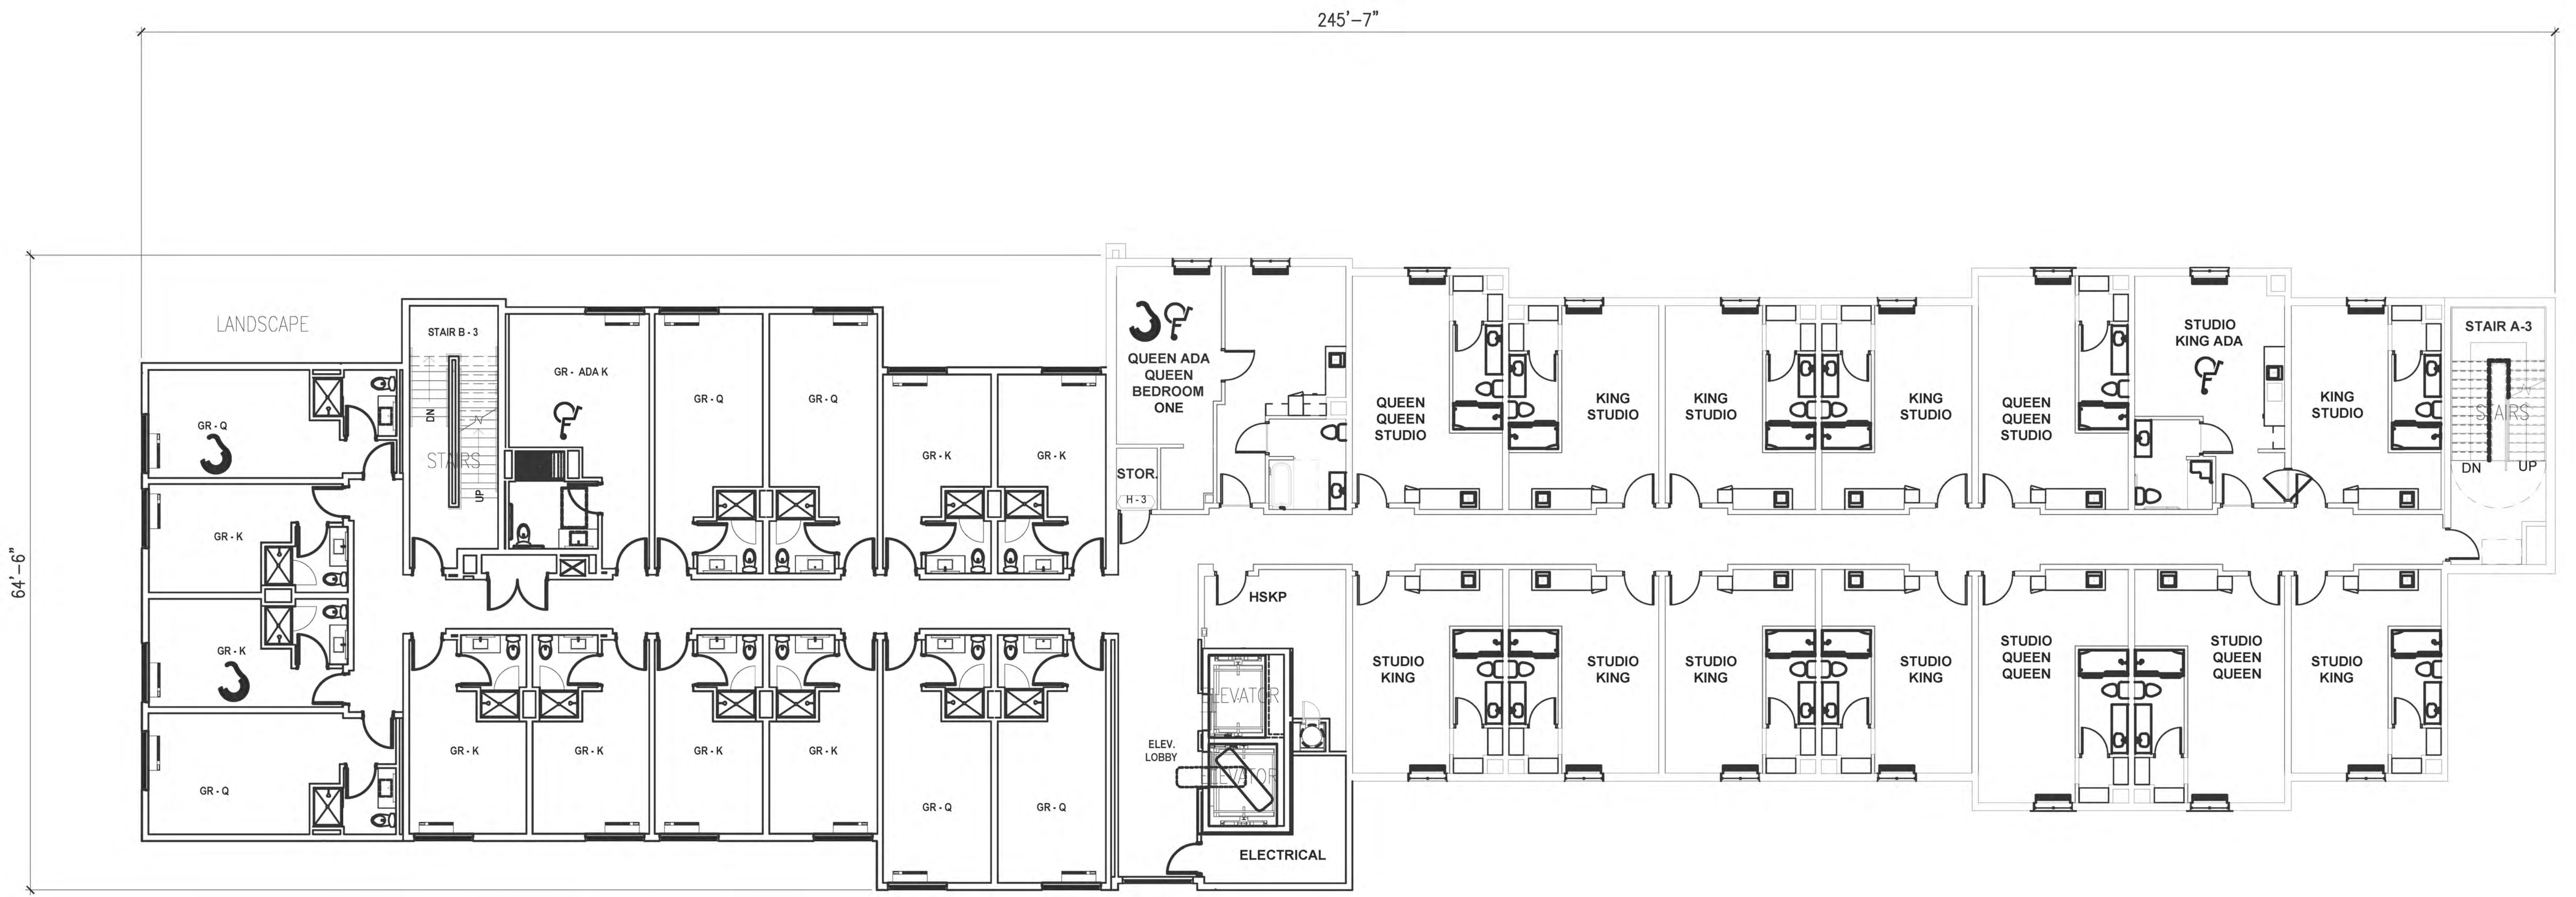 245'-7"
64'-6"
LANDSCAPE
STAIR B - 3
DN
UP
STAIRS
GR - ADA K
GR - Q
GR - Q
GR - K
GR - K
QUEEN ADA
QUEEN
BEDROOM
ONE
STOR.
H - 3
QUEEN
QUEEN
STUDIO
KING
STUDIO
KING
STUDIO
KING
STUDIO
QUEEN
QUEEN
STUDIO
STUDIO
KING ADA
KING
STUDIO
STAIR A-3
STAIRS
DN
UP
GR - Q
GR - K
GR - K
GR - Q
GR - K
GR - K
GR - K
GR - K
GR - Q
GR - Q
HSKP
ELEVATOR
ELEVATOR
ELEV.
LOBBY
ELECTRICAL
STUDIO
KING
STUDIO
KING
STUDIO
KING
STUDIO
KING
STUDIO
QUEEN
QUEEN
STUDIO
QUEEN
QUEEN
STUDIO
KING